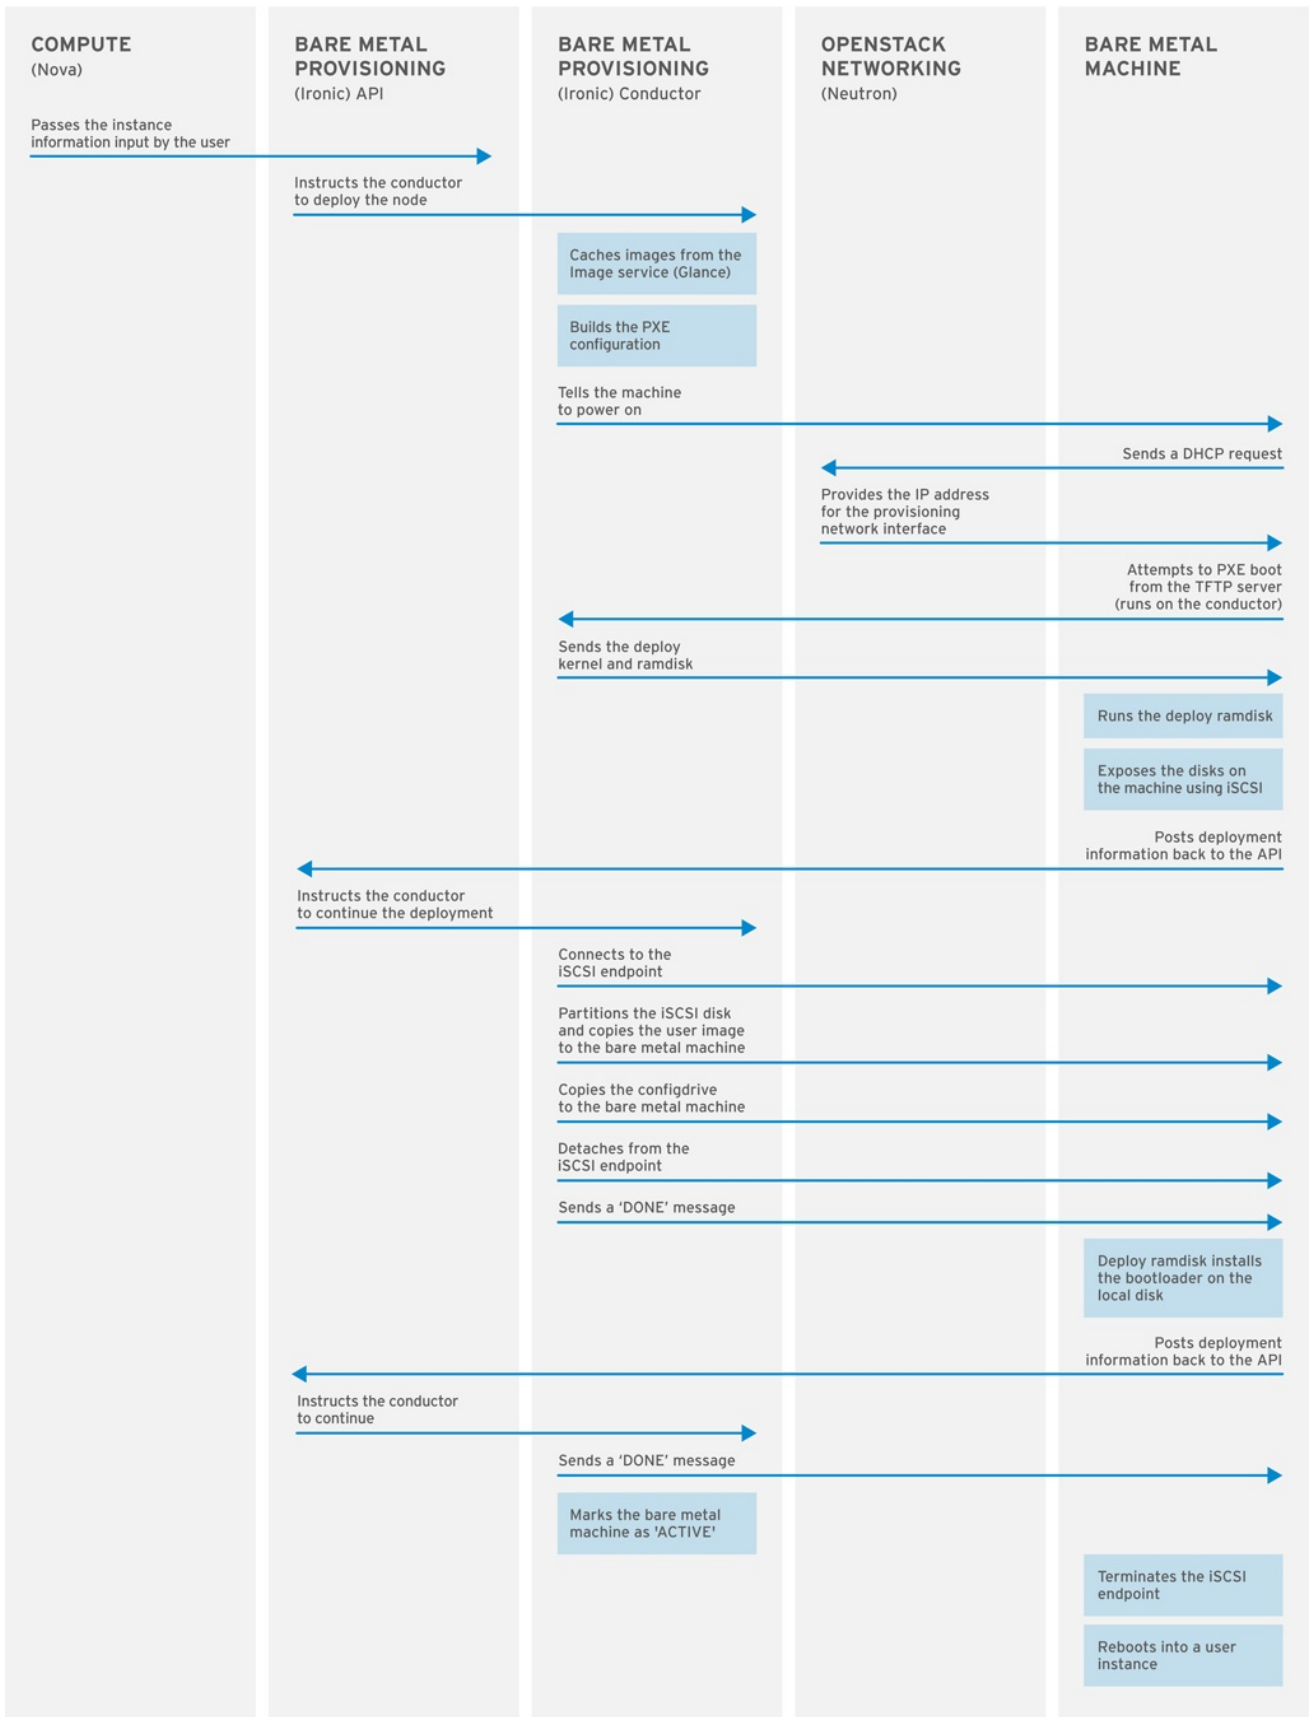 COMPUTE
(Nova)
BARE METAL
PROVISIONING
(Ironic) API
BARE METAL
PROVISIONING
(Ironic) Conductor
OPENSTACK
NETWORKING
(Neutron)
BARE METAL
MACHINE
Passes the instance
information input by the user
Instructs the conductor
to deploy the node
Caches images from the
Image service (Glance)
Builds the PXE
configuration
Tells the machine
to power on
Sends a DHCP request
Provides the IP address
for the provisioning
network interface
Attempts to PXE boot
from the TFTP server
(runs on the conductor)
Sends the deploy
kernel and ramdisk
Runs the deploy ramdisk
Exposes the disks on
the machine using iSCSI
Posts deployment
information back to the API
Instructs the conductor
to continue the deployment
Connects to the
iSCSI endpoint
Partitions the iSCSI disk
and copies the user image
to the bare metal machine
Copies the configdrive
to the bare metal machine
Detaches from the
iSCSI endpoint
Sends a ‘DONE’ message
Deploy ramdisk installs
the bootloader on the
local disk
Posts deployment
information back to the API
Instructs the conductor
to continue
Sends a ‘DONE’ message
Marks the bare metal
machine as 'ACTIVE'
Terminates the iSCSI
endpoint
Reboots into a user
instance